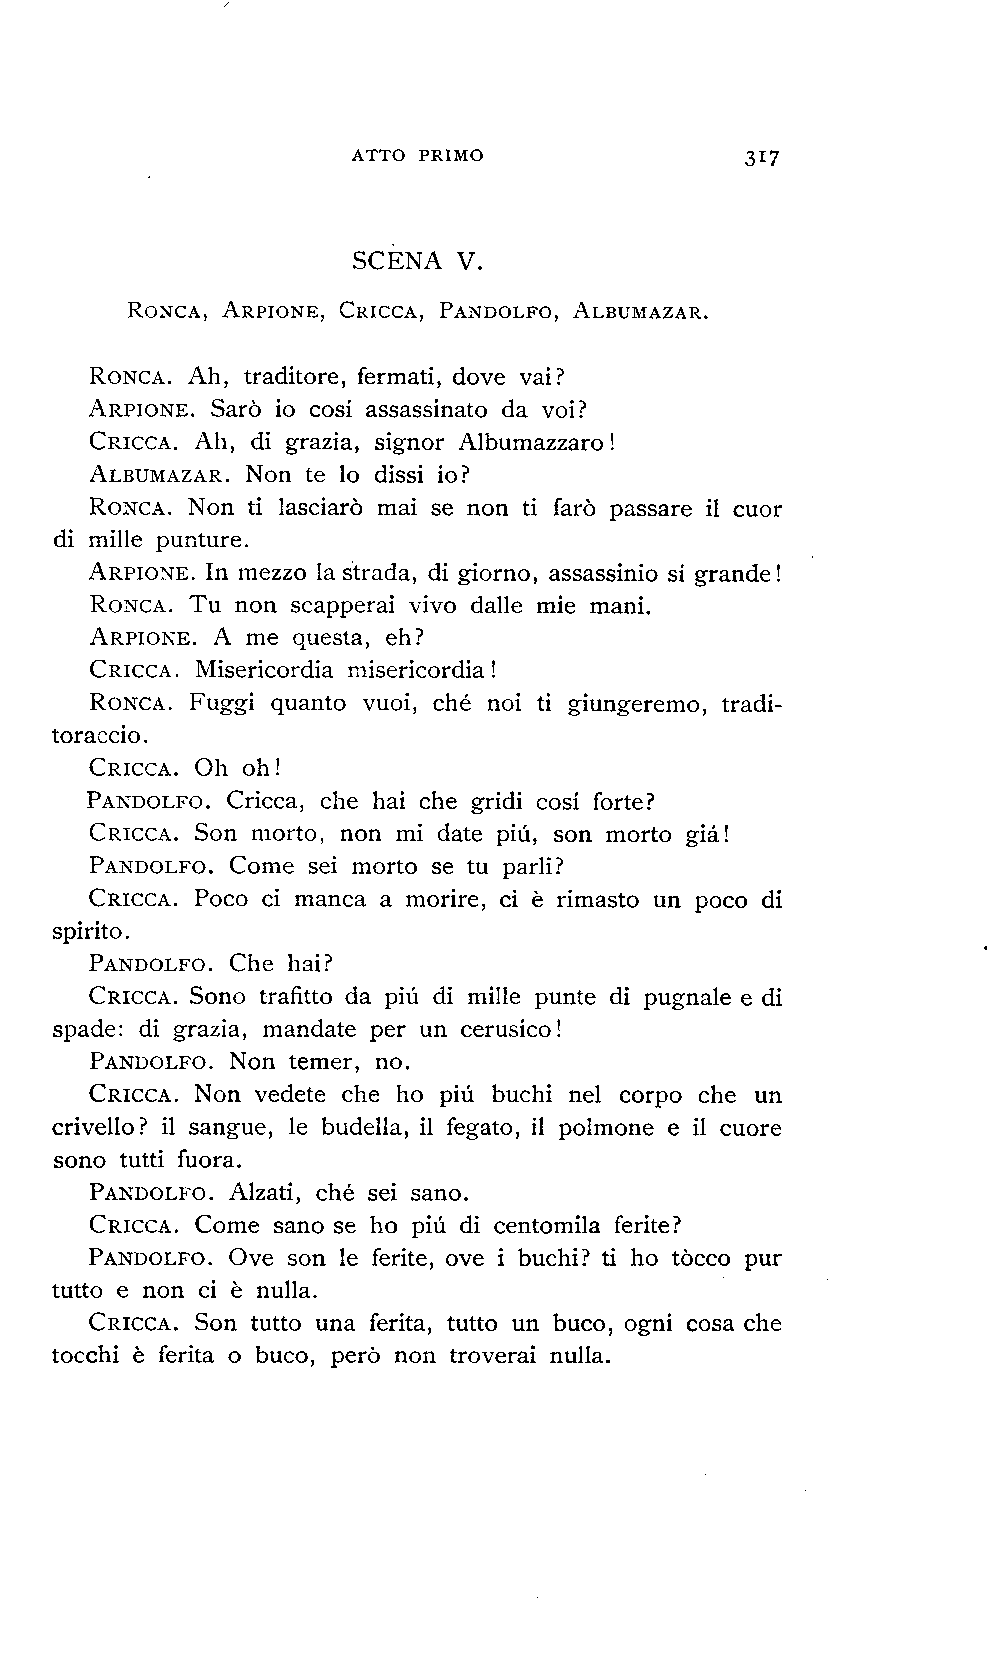 ATTO PRIMO 317
SCENA V.
RONCA, ARPIONE, CRICCA, PANDOLFO, ALBUMAZAR.
RONCA. Ah, traditore, fermati, dove vai?
ARPIONE. Sarò io cosí assassinato da voi?
CRICCA. Ah, di grazia, signor Albumazzaro!
ALBUMAZAR. Non te lo dissi io?
RONCA. Non ti lasciarò mai se non ti farò passare il cuor
di mille punture.
ARPIONE. In mezzo la strada, di giorno, assassinio sí grande!
RONCA. Tu non scapperai vivo dalle mie mani.
ARPIONE. A me questa, eh?
CRICCA. Misericordia misericordia!
RONCA. Fuggi quanto vuoi, ché noi ti giungeremo, tradi-
toraccio.
CRICCA. Oh oh!
PANDOLFO. Cricca, che hai che gridi cosí forte?
CRICCA. Son morto, non mi date piú, son morto giá!
PANDOLFO. Come sei morto se tu parli?
CRICCA. Poco ci manca a morire, ci è rimasto un poco di
spirito.
PANDOLFO. Che hai?
CRICCA. Sono trafitto da piú di mille punte di pugnale e di
spade: di grazia, mandate per un cerusico!
PANDOLFO. Non temer, no.
CRICCA. Non vedete che ho piú buchi nel corpo che un
crivello? il sangue, le budella, il fegato, il polmone e il cuore
sono tutti fuora.
PANDOLFO. Alzati, ché sei sano.
CRICCA. Come sano se ho piú di centomila ferite?
PANDOLFO. Ove son le ferite, ove i buchi? ti ho tòcco pur
tutto e non ci è nulla.
CRICCA. Son tutto una ferita, tutto un buco, ogni cosa che
tocchi è ferita o buco, però non troverai nulla.